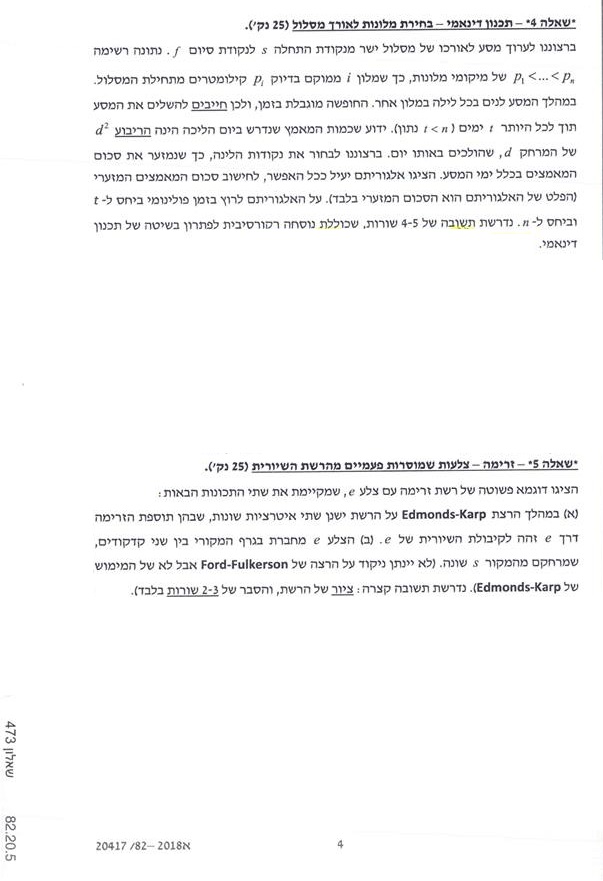 *שאלה 4* – תכנון דינאמי – בחירת מלונות לאורך מסלול (25 נק').
ברצוננו לערוך מסע לאורכו של מסלול ישר מנקודת התחלה s לנקודת סיום f. נתונה רשימה
p₁ <...< pₙ של מיקומי מלונות, כך שמלון i ממוקם בדיוק pᵢ קילומטרים מתחילת המסלול.
במהלך המסע לנים בכל לילה במלון אחר. החופשה מוגבלת בזמן, ולכן חייבים להשלים את המסע
תוך לכל היותר t ימים (t < n נתון). ידוע שכמות המאמץ שנדרש ביום הליכה הינה הריבוע d²
של המרחק d, שהולכים באותו יום. ברצוננו לבחור את נקודות הלינה, כך שנמזער את סכום
המאמצים בכלל ימי המסע. הציגו אלגוריתם יעיל ככל האפשר, לחישוב סכום המאמצים המזערי
(הפלט של האלגוריתם הוא הסכום המזערי בלבד). על האלגוריתם לרוץ בזמן פולינומי ביחס ל- t
וביחס ל- n. נדרשת תשובה של 4-5 שורות, שכוללת נוסחה רקורסיבית לפתרון בשיטה של תכנון
דינאמי.
*שאלה 5* – זרימה – צלעות שמוסרות פעמיים מהרשת השיורית (25 נק').
הציגו דוגמא פשוטה של רשת זרימה עם צלע e, שמקיימת את שתי התכונות הבאות:
(א) במהלך הרצת Edmonds-Karp על הרשת ישנן שתי איטרציות שונות, שבהן תוספת הזרימה
דרך e זהה לקיבולת השיורית של e. (ב) הצלע e מחברת בגרף המקורי בין שני קדקודים,
שמרחקם מהמקור s שונה. (לא יינתן ניקוד על הרצה של Ford-Fulkerson אבל לא של המימוש
של Edmonds-Karp). נדרשת תשובה קצרה: ציור של הרשת, והסבר של 2-3 שורות בלבד).
שאלון 473
82.20.5
4
20417 /82– 2018א